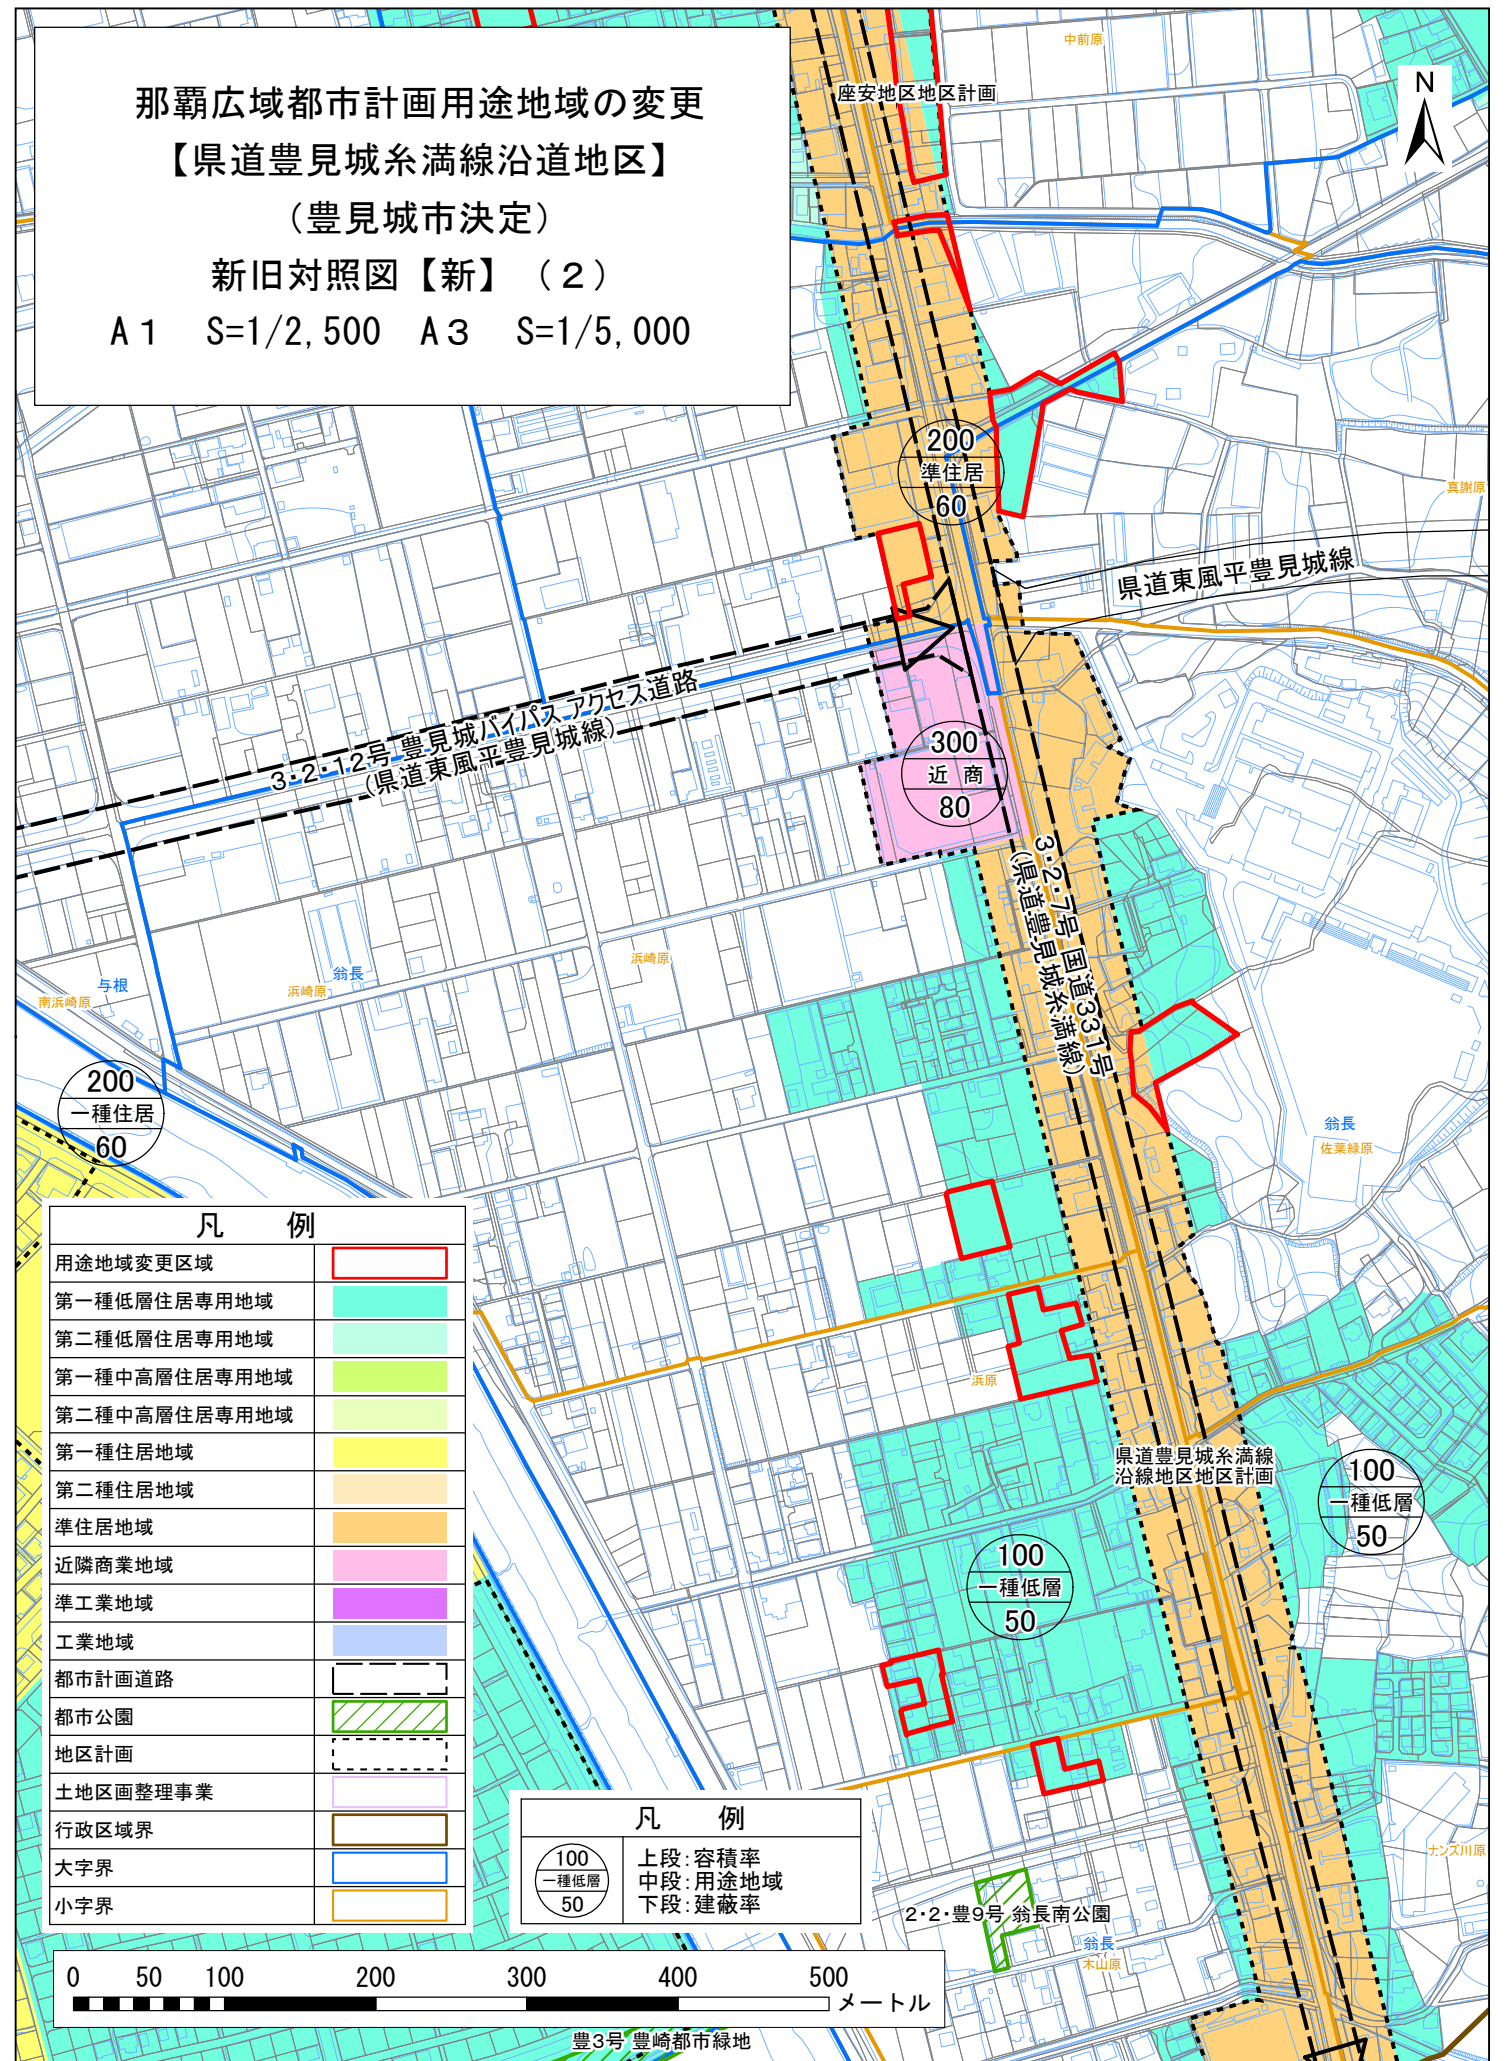 那覇広域都市計画用途地域の変更
【県道豊見城糸満線沿道地区】
(豊見城市決定)
新旧対照図【新】(2)
A1 S=1/2,500 A3 S=1/5,000
中前原
座安地区地区計画
N
200
準住居
60
真謝原
県道東風平豊見城線
3・2・12号 豊見城バイパスアクセス道路
(県道東風平豊見城線)
300
近 商
80
3・2・7号 国道331号
(県道豊見城糸満線)
浜崎原
翁長
浜崎原
与根
南浜崎原
200
一種住居
60
翁長
佐葉緑原
浜原
県道豊見城糸満線
沿線地区地区計画
100
一種低層
50
100
一種低層
50
凡 例
用途地域変更区域
第一種低層住居専用地域
第二種低層住居専用地域
第一種中高層住居専用地域
第二種中高層住居専用地域
第一種住居地域
第二種住居地域
準住居地域
近隣商業地域
準工業地域
工業地域
都市計画道路
都市公園
地区計画
土地区画整理事業
行政区域界
大字界
小字界
凡 例
100
一種低層
50
上段:容積率
中段:用途地域
下段:建蔽率
ナンズ川原
2・2・豊9号 翁長南公園
翁長
木山原
0 50 100 200 300 400 500
メートル
豊3号 豊崎都市緑地